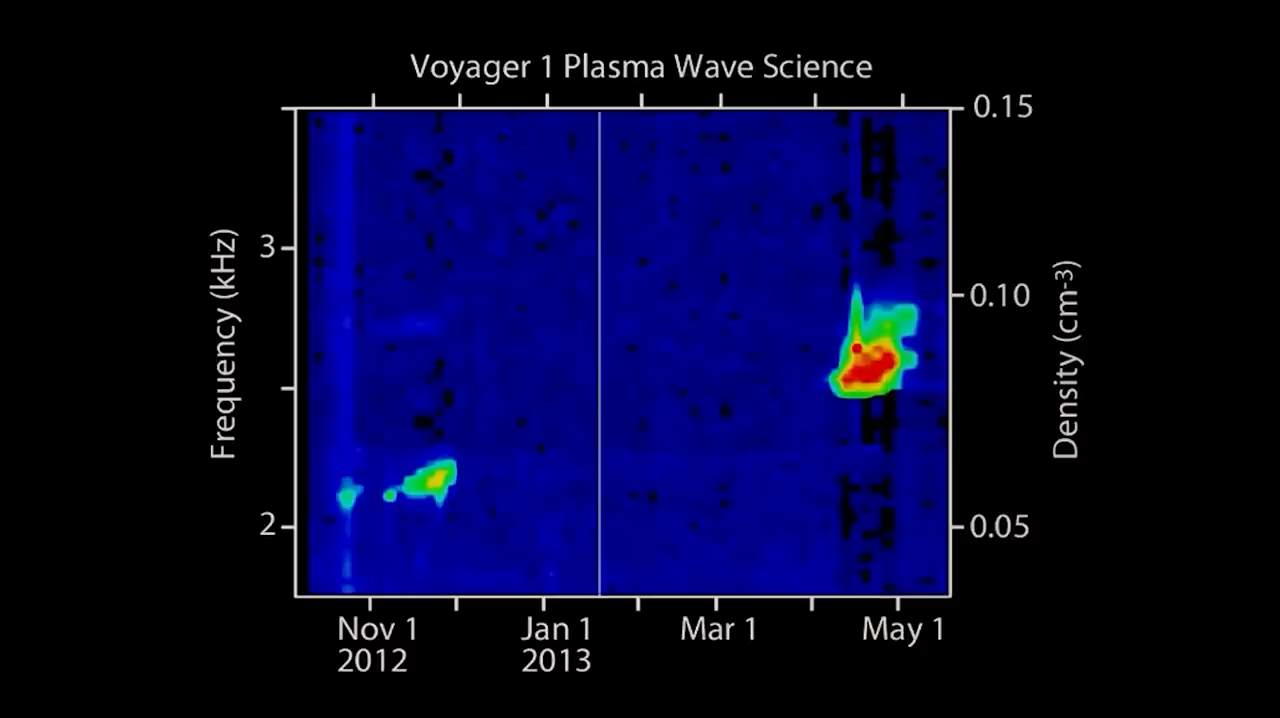 Voyager 1 Plasma Wave Science
0.15
3
0.10
Frequency (kHz)
Density (cm-3)
2
0.05
Nov 1
2012
Jan 1
2013
Mar 1
May 1